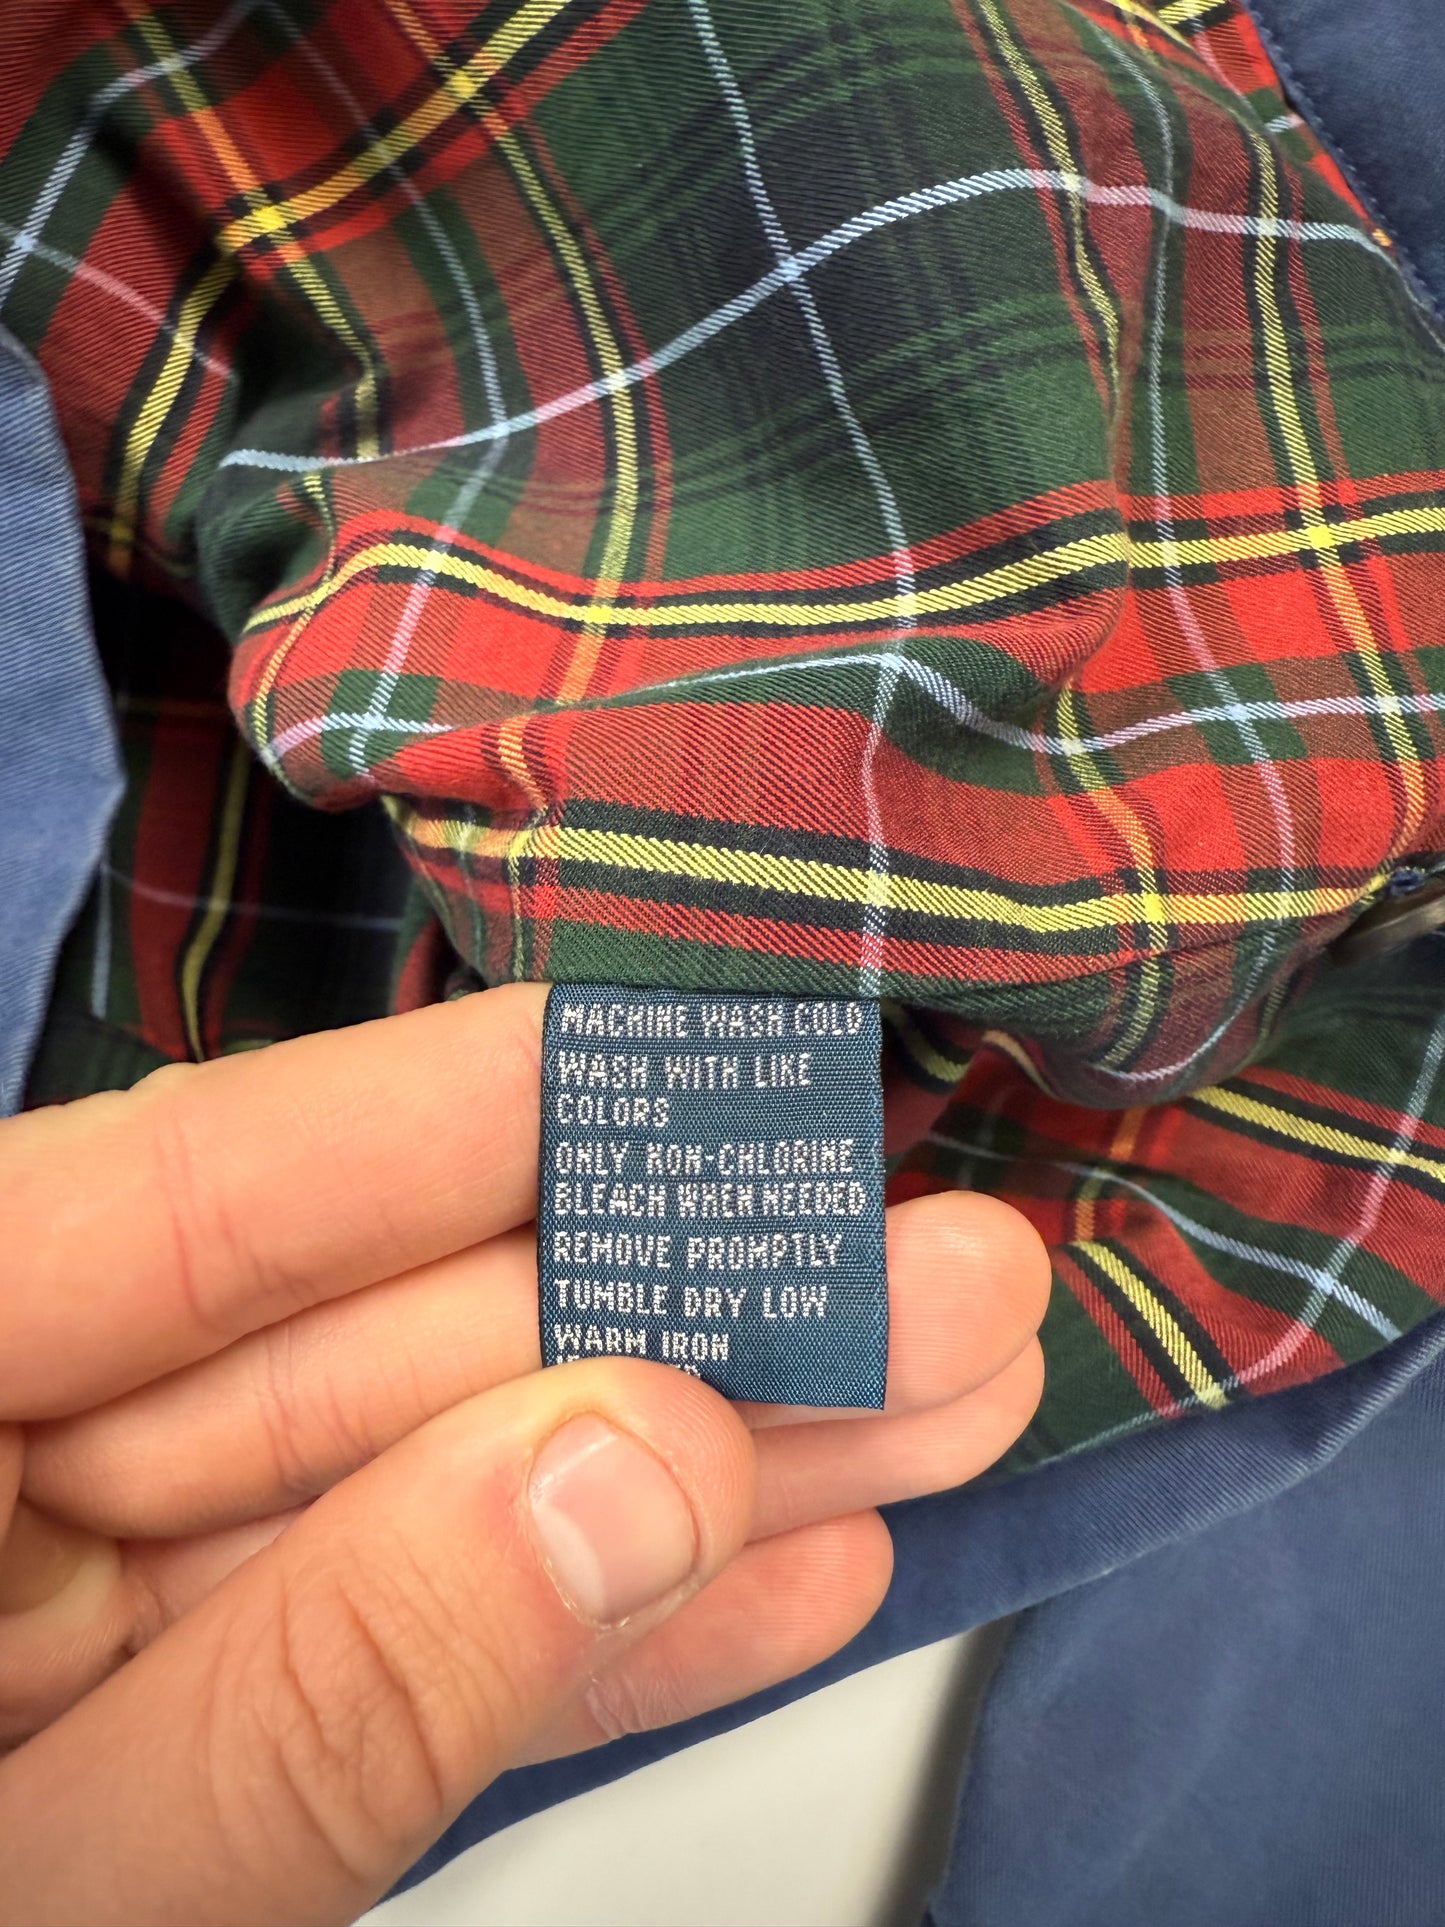 MACHINE WASH COLD
WASH WITH LIKE
COLORS
ONLY NON-CHLORINE
BLEACH WHEN NEEDED
REMOVE PROMPTLY
TUMBLE DRY LOW
WARM IRON